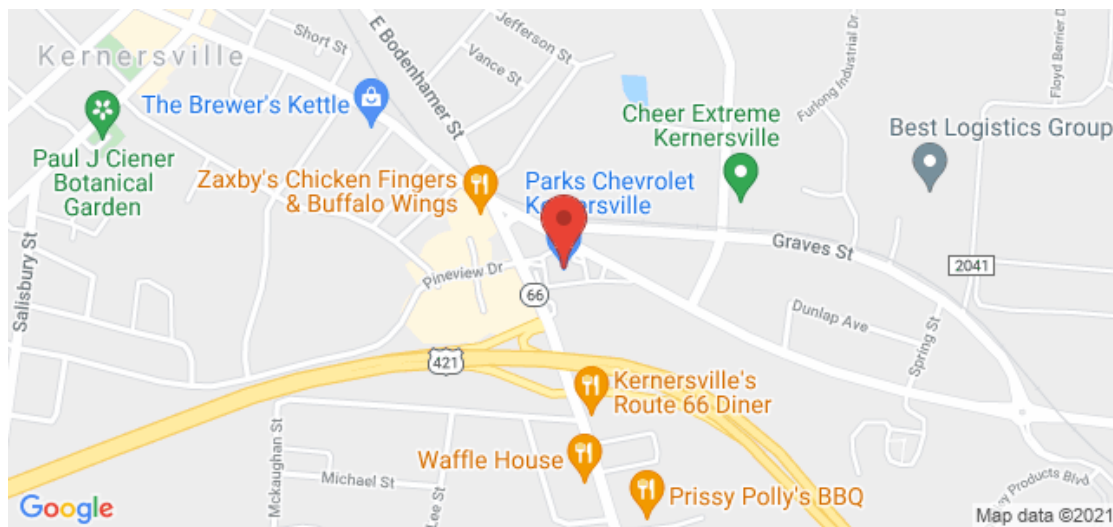 Kernersville
Short St
E Bodenhamer St
Jefferson St
Vance St
Furlong Industrial Dr
Floyd Berrier D
The Brewer's Kettle
Cheer Extreme
Kernersville
Best Logistics Group
Paul J Ciener
Botanical
Garden
Zaxby's Chicken Fingers
& Buffalo Wings
Parks Chevrolet
Kernersville
Salisbury St
Pineview Dr
66
Graves St
2041
Dunlap Ave
Spring St
421
Kernersville's
Route 66 Diner
Mckaughan St
Michael St
Lee St
Waffle House
Prissy Polly's BBQ
y Products Blvd
Google
Map data ©2021